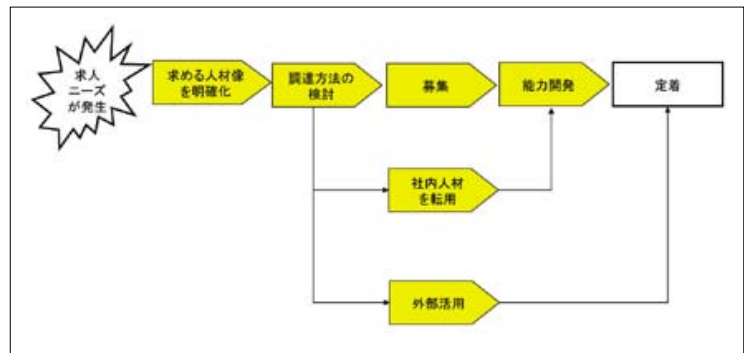 求人
ニーズ
が発生
求める人材像
を明確化
調達方法の
検討
募集
能力開発
定着
社内人材
を転用
外部活用